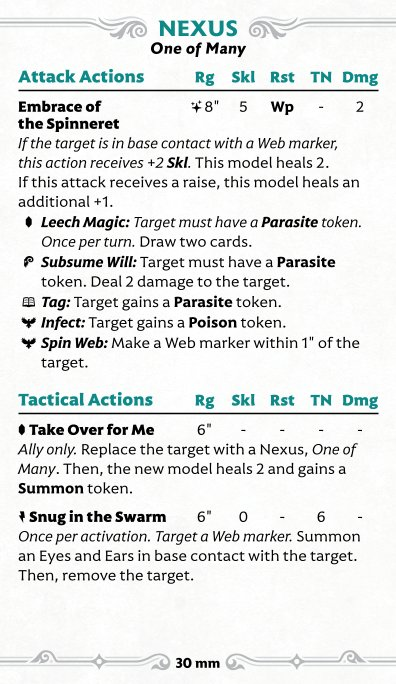 NEXUS
One of Many
Attack Actions Rg Skl Rst TN Dmg
Embrace of the Spinneret 8" 5 Wp - 2
If the target is in base contact with a Web marker,
this action receives +2 Skl. This model heals 2.
If this attack receives a raise, this model heals an
additional +1.
Leech Magic: Target must have a Parasite token.
Once per turn. Draw two cards.
Subsume Will: Target must have a Parasite
token. Deal 2 damage to the target.
Tag: Target gains a Parasite token.
Infect: Target gains a Poison token.
Spin Web: Make a Web marker within 1" of the
target.
Tactical Actions Rg Skl Rst TN Dmg
Take Over for Me 6" - - - -
Ally only. Replace the target with a Nexus, One of
Many. Then, the new model heals 2 and gains a
Summon token.
Snug in the Swarm 6" 0 - 6 -
Once per activation. Target a Web marker. Summon
an Eyes and Ears in base contact with the target.
Then, remove the target.
30 mm